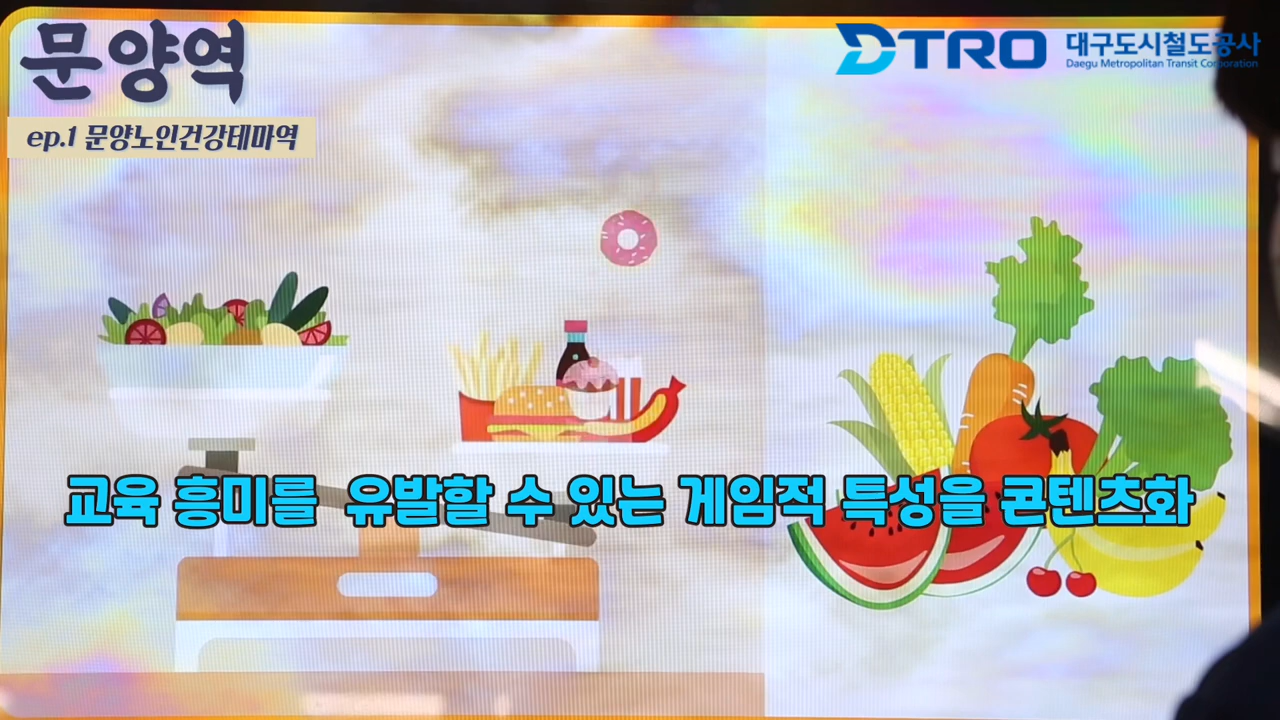 문양역
ep.1 문양노인건강테마역
DTRO 대구도시철도공사
Daegu Metropolitan Transit Corporation
교육 흥미를 유발할 수 있는 게임적 특성을 콘텐츠화